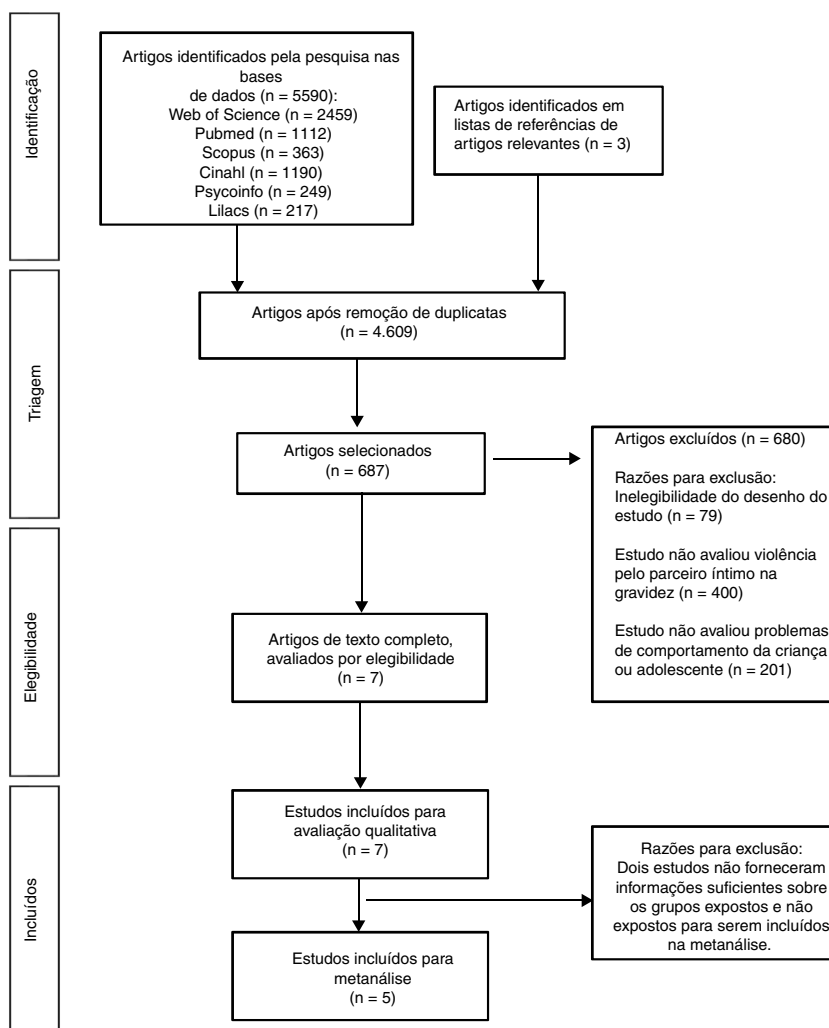 Identificação
Artigos identificados pela pesquisa nas
bases
de dados (n = 5590):
Web of Science (n = 2459)
Pubmed (n = 1112)
Scopus (n = 363)
Cinahl (n = 1190)
Psycoinfo (n = 249)
Lilacs (n = 217)
Artigos identificados em
listas de referências de
artigos relevantes (n = 3)
Triagem
Artigos após remoção de duplicatas
(n = 4.609)
Artigos selecionados
(n = 687)
Artigos excluídos (n = 680)
Razões para exclusão:
Inelegibilidade do desenho do
estudo (n = 79)
Estudo não avaliou violência
pelo parceiro íntimo na
gravidez (n = 400)
Estudo não avaliou problemas
de comportamento da criança
ou adolescente (n = 201)
Elegibilidade
Artigos de texto completo,
avaliados por elegibilidade
(n = 7)
Incluídos
Estudos incluídos para
avaliação qualitativa
(n = 7)
Razões para exclusão:
Dois estudos não forneceram
informações suficientes sobre
os grupos expostos e não
expostos para serem incluídos
na metanálise.
Estudos incluídos para
metanálise
(n = 5)